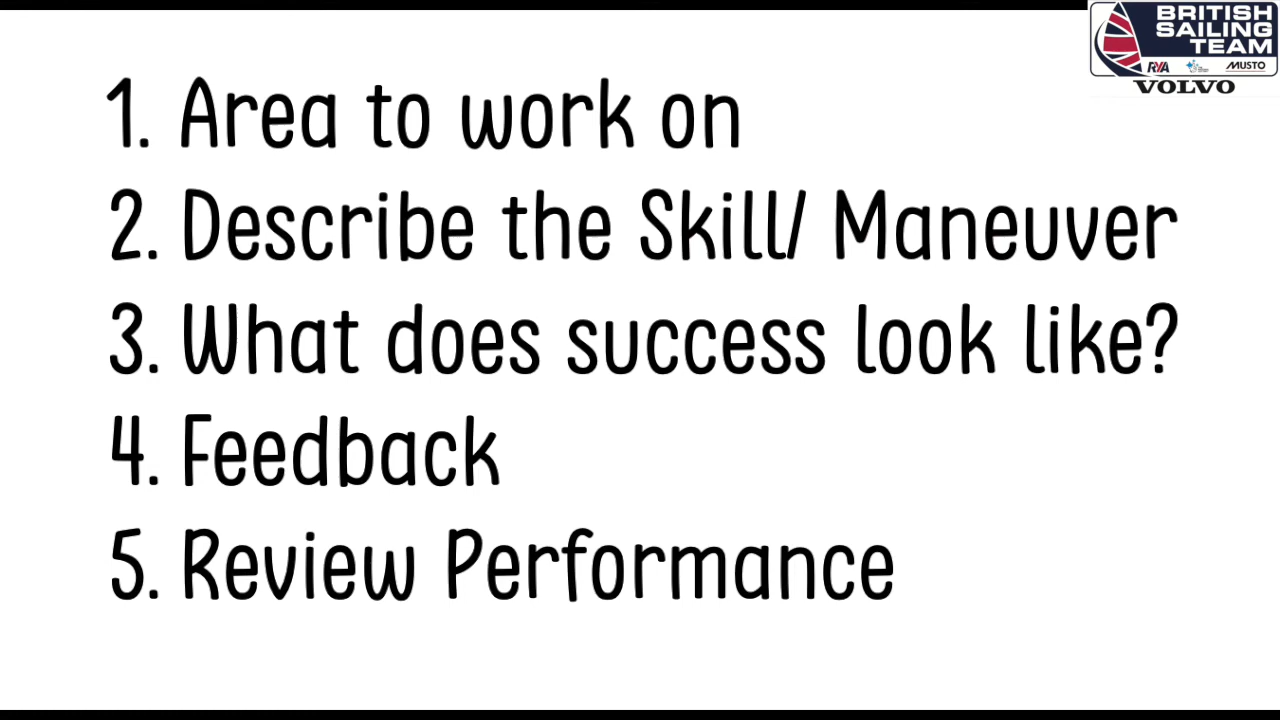 BRITISH
SAILING
TEAM
RYA
MUSTO
VOLVO
1. Area to work on
2. Describe the Skill/ Maneuver
3. What does success look like?
4. Feedback
5. Review Performance